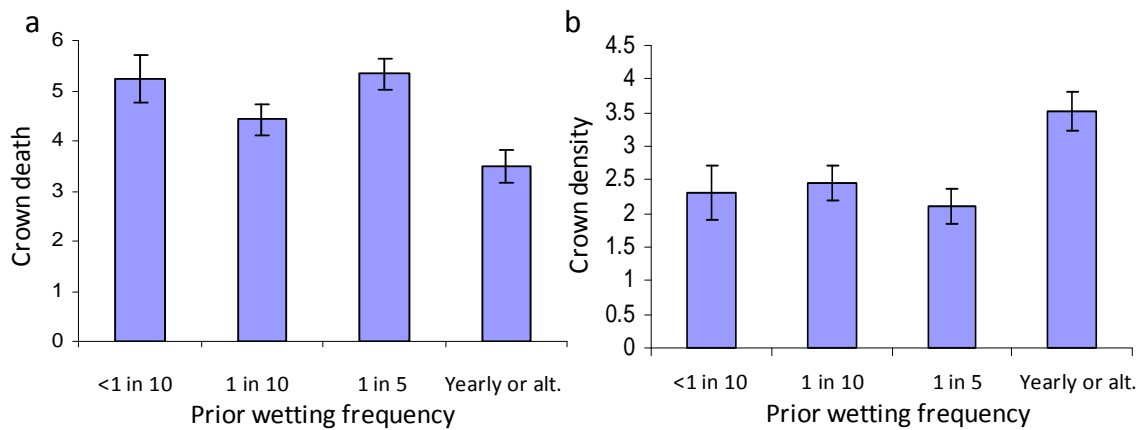 a
6
5
4
3
2
1
0
Crown death
<1 in 10 1 in 10 1 in 5 Yearly or alt.
Prior wetting frequency
b
4.5
4
3.5
3
2.5
2
1.5
1
0.5
0
Crown density
<1 in 10 1 in 10 1 in 5 Yearly or alt.
Prior wetting frequency